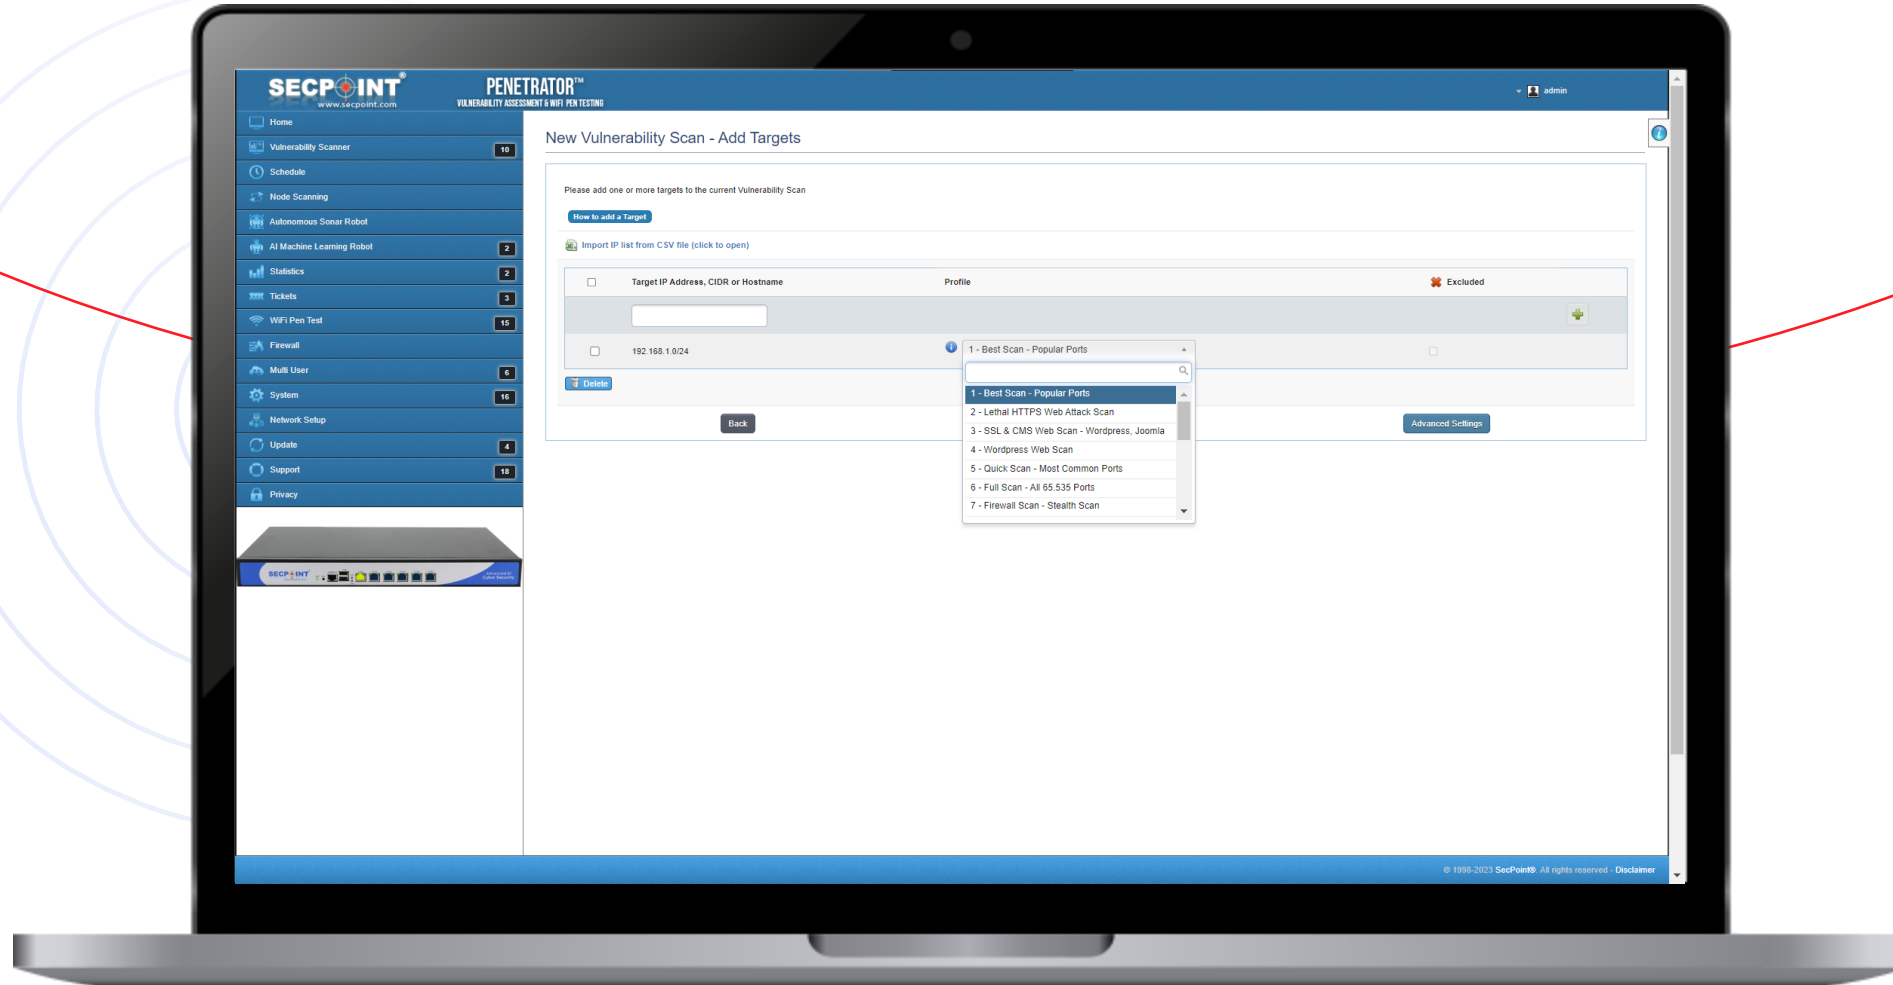 SECPOINT®
www.secpoint.com
PENETRATOR™
VULNERABILITY ASSESSMENT & WIFI PEN TESTING
admin
Home
Vulnerability Scanner 10
Schedule
Node Scanning
Autonomous Sonar Robot
AI Machine Learning Robot 2
Statistics 2
Tickets 3
WiFi Pen Test 15
Firewall
Multi User 6
System 16
Network Setup
Update 4
Support 18
Privacy
SECPOINT
Advanced IT
Cyber Security
New Vulnerability Scan - Add Targets
Please add one or more targets to the current Vulnerability Scan
How to add a Target
Import IP list from CSV file (click to open)
Target IP Address, CIDR or Hostname Profile Excluded
192.168.1.0/24 1 - Best Scan - Popular Ports
1 - Best Scan - Popular Ports
2 - Lethal HTTPS Web Attack Scan
3 - SSL & CMS Web Scan - Wordpress, Joomla
4 - Wordpress Web Scan
5 - Quick Scan - Most Common Ports
6 - Full Scan - All 65.535 Ports
7 - Firewall Scan - Stealth Scan
Delete
Back
Advanced Settings
© 1998-2023 SecPoint®. All rights reserved - Disclaimer